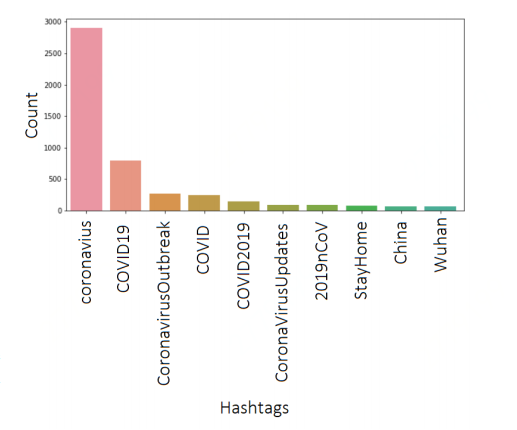 3000
2500
2000
1500
1000
500
0
Count
coronavius
COVID19
CoronavirusOutbreak
COVID
COVID2019
CoronaVirusUpdates
2019nCoV
StayHome
China
Wuhan
Hashtags